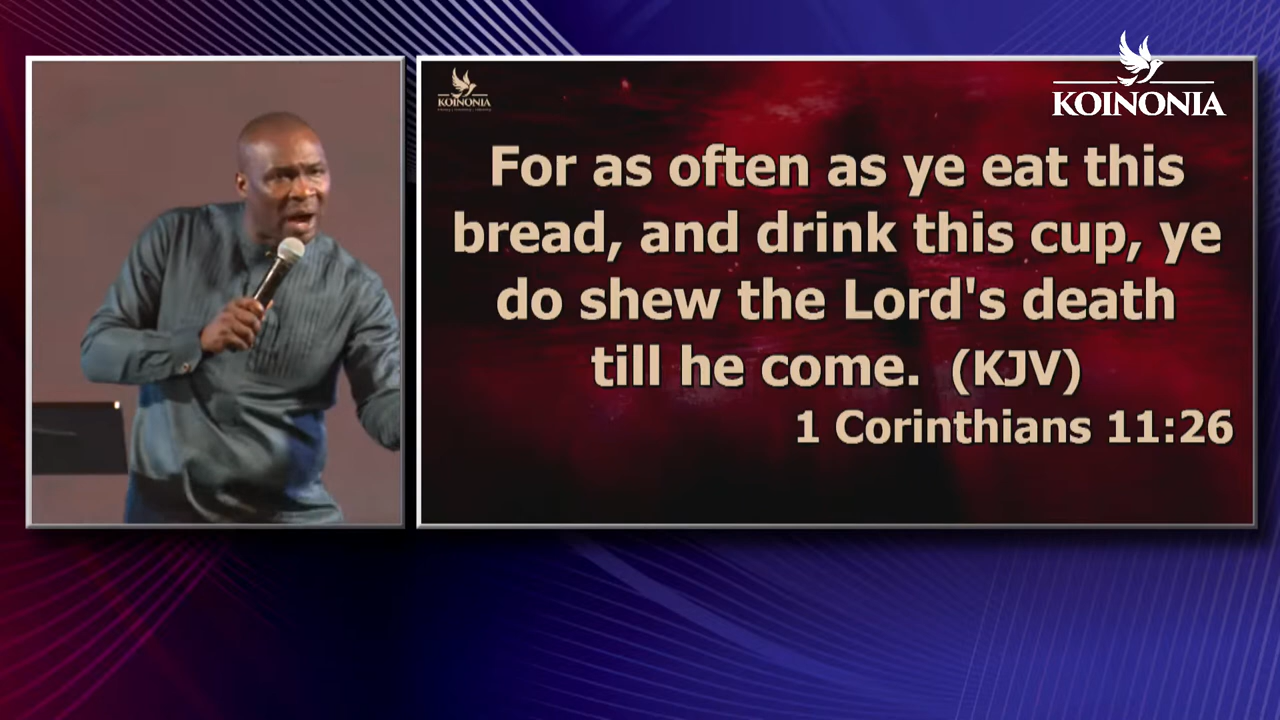 KOINONIA
KOINONIA
For as often as ye eat this
bread, and drink this cup, ye
do shew the Lord's death
till he come. (KJV)
1 Corinthians 11:26